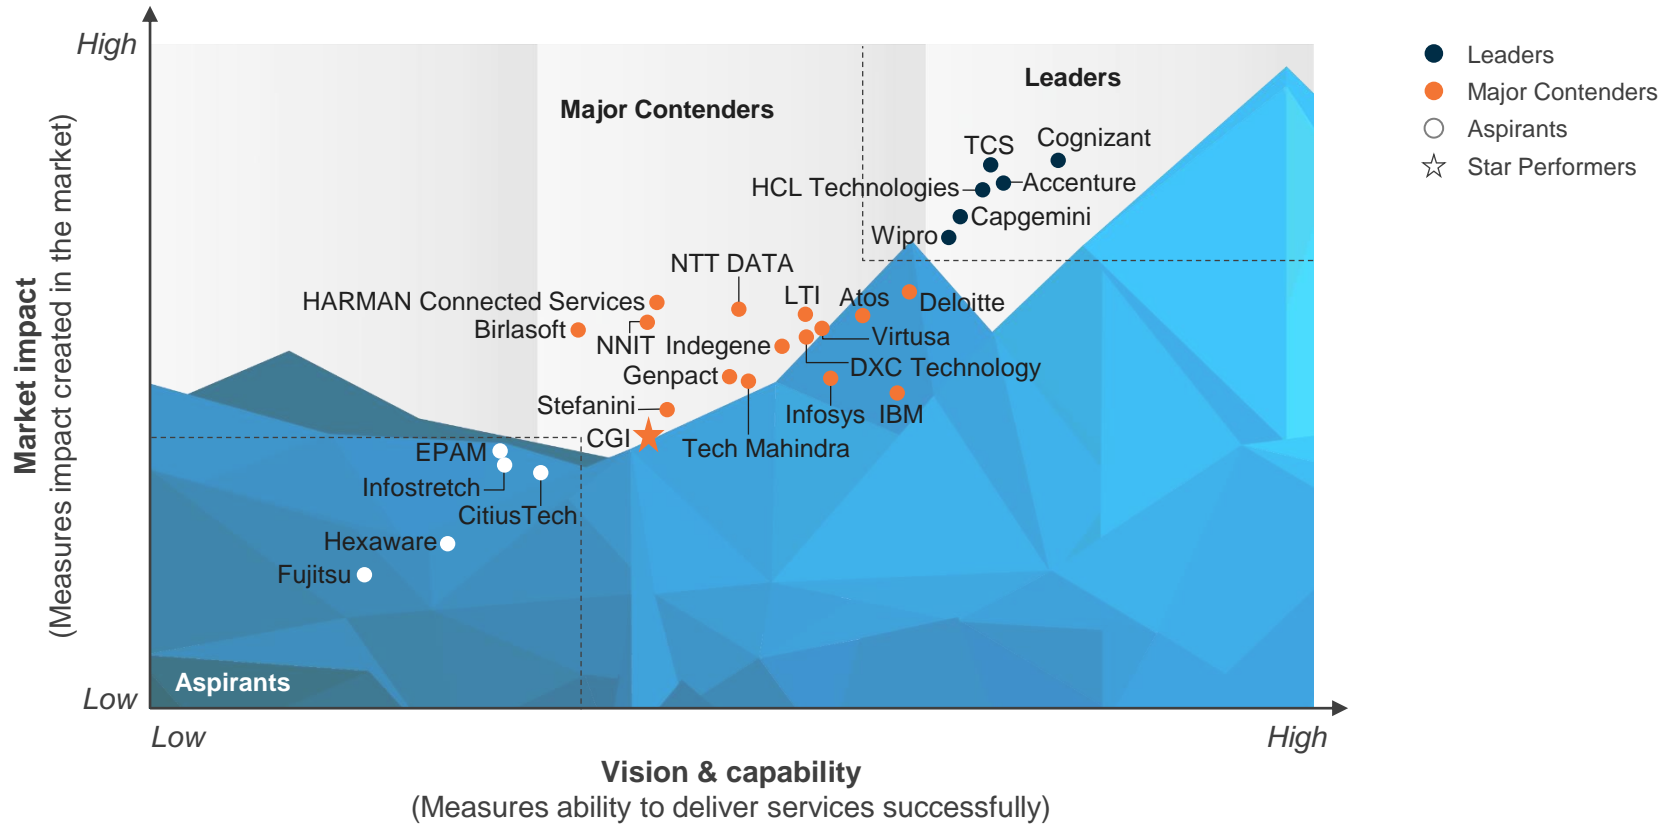 High
Major Contenders
Leaders
TCS
Cognizant
HCL Technologies
Accenture
Capgemini
Wipro
NTT DATA
HARMAN Connected Services
LTI
Atos
Deloitte
Birlasoft
NNIT
Indegene
Virtusa
Genpact
DXC Technology
Stefanini
Infosys
IBM
CGI
Tech Mahindra
EPAM
Infostretch
CitiusTech
Hexaware
Fujitsu
Aspirants
Low
Market impact
(Measures impact created in the market)
Low
High
Vision & capability
(Measures ability to deliver services successfully)
Leaders
Major Contenders
Aspirants
Star Performers